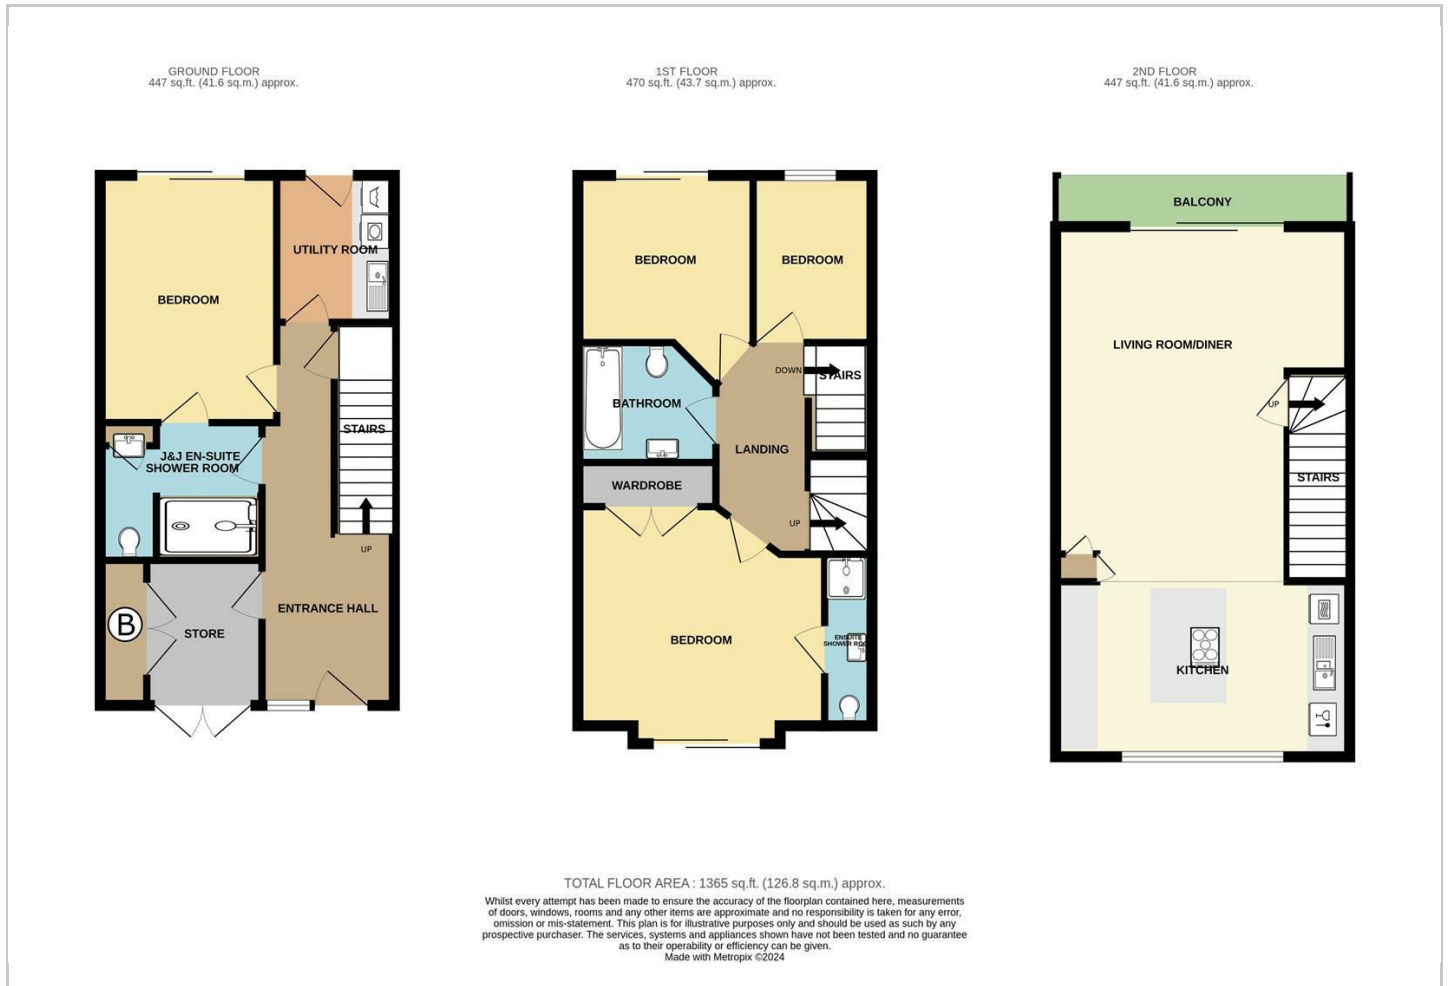 GROUND FLOOR
447 sq.ft. (41.6 sq.m.) approx.
1ST FLOOR
470 sq.ft. (43.7 sq.m.) approx.
2ND FLOOR
447 sq.ft. (41.6 sq.m.) approx.
BEDROOM
UTILITY ROOM
J&J EN-SUITE
SHOWER ROOM
STAIRS
UP
ENTRANCE HALL
B
STORE
BEDROOM
BEDROOM
DOWN
STAIRS
BATHROOM
LANDING
WARDROBE
UP
BEDROOM
ENSUITE
SHOWER ROO
BALCONY
LIVING ROOM/DINER
UP
STAIRS
KITCHEN
TOTAL FLOOR AREA : 1365 sq.ft. (126.8 sq.m.) approx.
Whilst every attempt has been made to ensure the accuracy of the floorplan contained here, measurements
of doors, windows, rooms and any other items are approximate and no responsibility is taken for any error,
omission or mis-statement. This plan is for illustrative purposes only and should be used as such by any
prospective purchaser. The services, systems and appliances shown have not been tested and no guarantee
as to their operability or efficiency can be given.
Made with Metropix ©2024